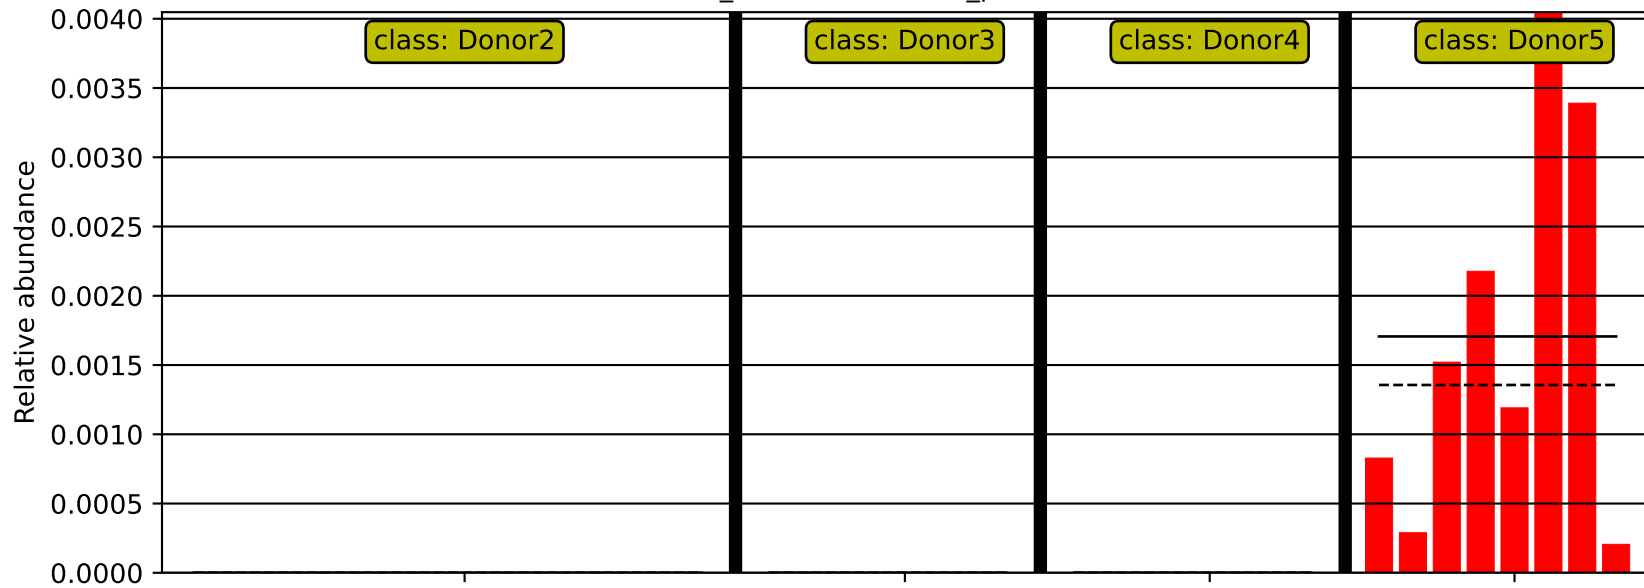 0.0040
class: Donor2
class: Donor3
class: Donor4
class: Donor5
0.0035
0.0030
0.0025
0.0020
0.0015
0.0010
0.0005
0.0000
Relative abundance